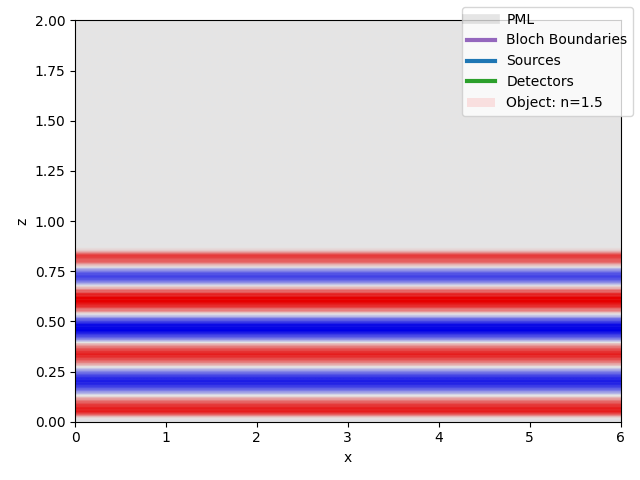 2.00
1.75
1.50
1.25
1.00
0.75
0.50
0.25
0.00
z
0
1
2
3
4
5
6
x
PML
Bloch Boundaries
Sources
Detectors
Object: n=1.5